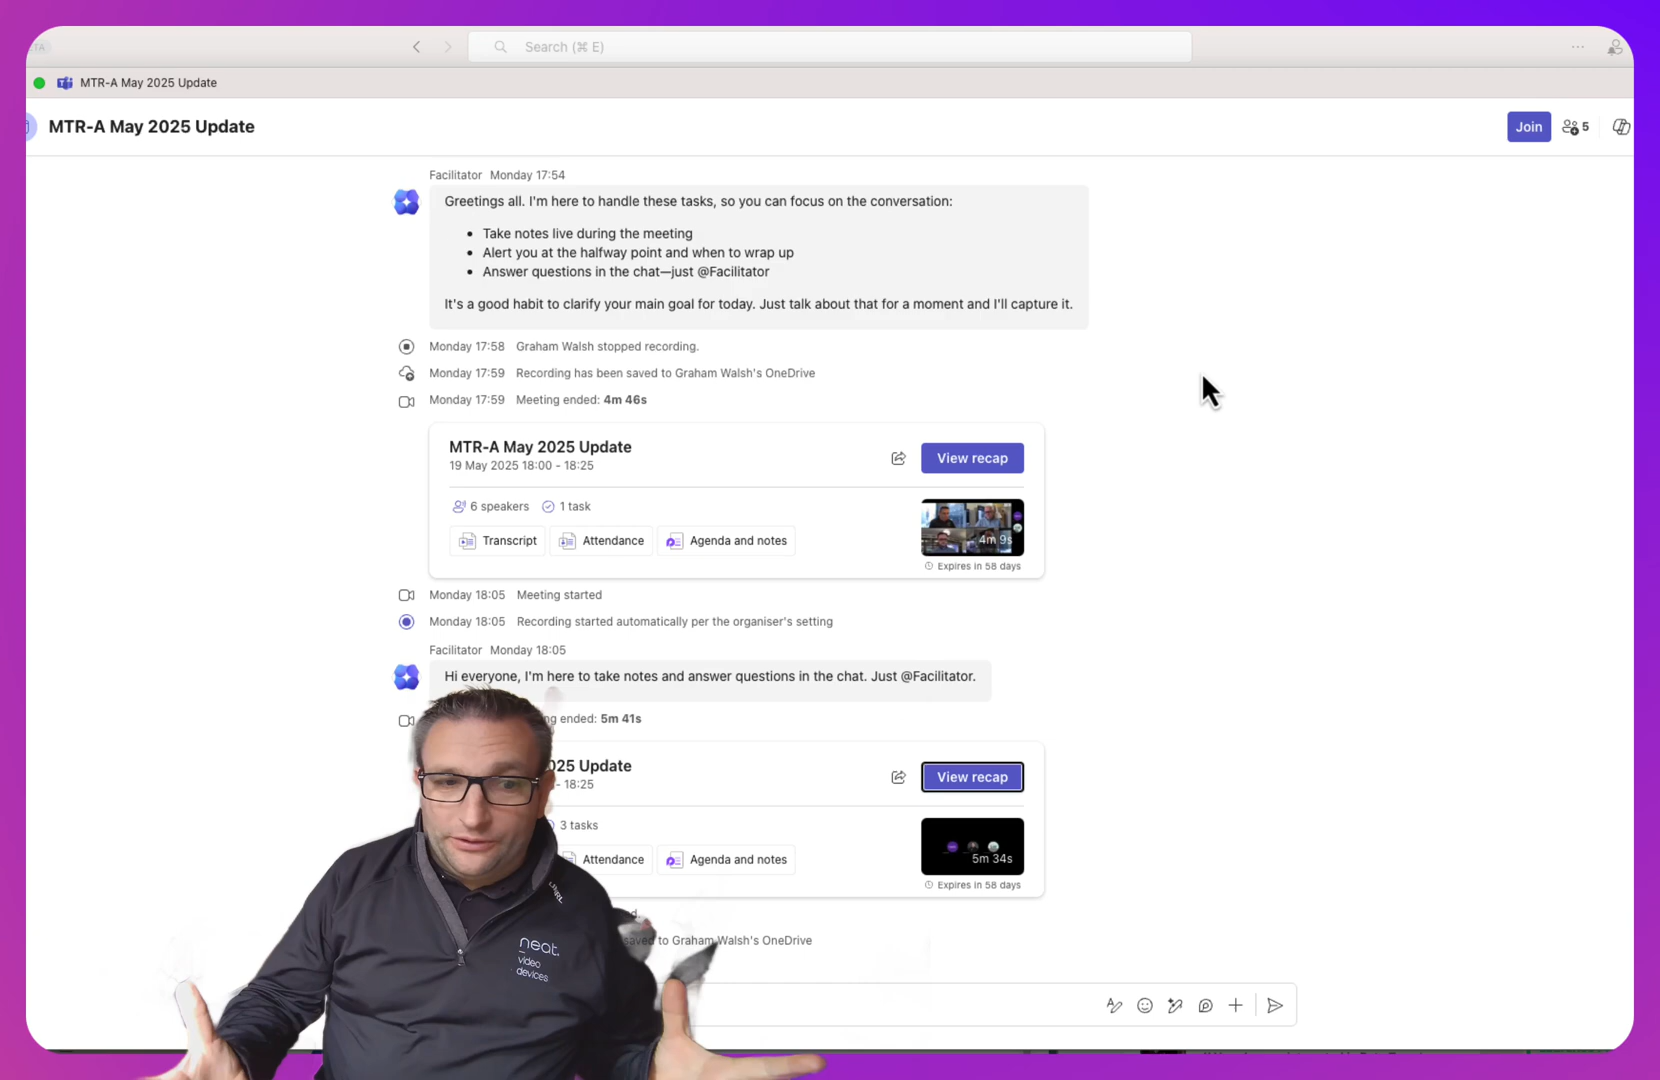 TA
Search (⌘ E)
MTR-A May 2025 Update
MTR-A May 2025 Update
Join
5
Facilitator Monday 17:54
Greetings all. I'm here to handle these tasks, so you can focus on the conversation:
• Take notes live during the meeting
• Alert you at the halfway point and when to wrap up
• Answer questions in the chat—just @Facilitator
It's a good habit to clarify your main goal for today. Just talk about that for a moment and I'll capture it.
Monday 17:58 Graham Walsh stopped recording.
Monday 17:59 Recording has been saved to Graham Walsh's OneDrive
Monday 17:59 Meeting ended: 4m 46s
MTR-A May 2025 Update
19 May 2025 18:00 - 18:25
View recap
6 speakers 1 task
Transcript Attendance Agenda and notes
4m 9s
Expires in 58 days
Monday 18:05 Meeting started
Monday 18:05 Recording started automatically per the organiser's setting
Facilitator Monday 18:05
Hi everyone, I'm here to take notes and answer questions in the chat. Just @Facilitator.
ng ended: 5m 41s
025 Update
- 18:25
View recap
3 tasks
Attendance Agenda and notes
5m 34s
Expires in 58 days
ed.
saved to Graham Walsh's OneDrive
neat.
video
devices